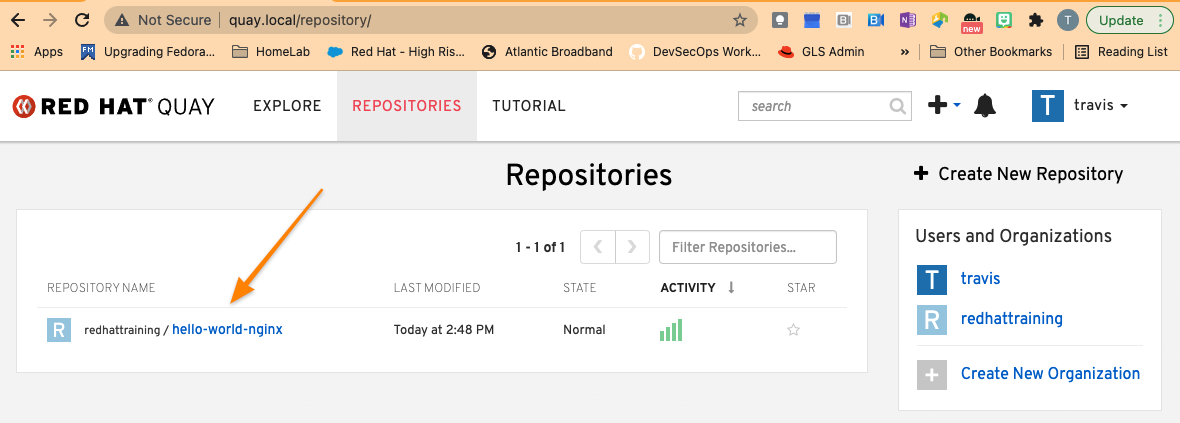 Not Secure | quay.local/repository/
new
T
Update
Apps
FM Upgrading Fedora...
HomeLab
Red Hat - High Ris...
Atlantic Broadband
DevSecOps Work...
GLS Admin
»
Other Bookmarks
Reading List
RED HAT® QUAY
EXPLORE
REPOSITORIES
TUTORIAL
search
T travis
Repositories
Create New Repository
1 - 1 of 1
Filter Repositories...
REPOSITORY NAME
LAST MODIFIED
STATE
ACTIVITY
STAR
R redhattraining / hello-world-nginx
Today at 2:48 PM
Normal
Users and Organizations
T travis
R redhattraining
Create New Organization